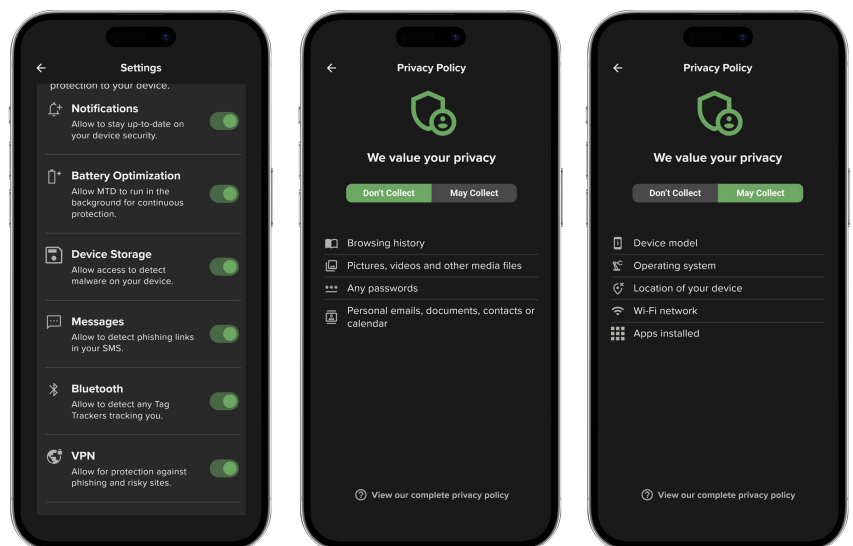 Settings
protection to your device.
Notifications
Allow to stay up-to-date on
your device security.
Battery Optimization
Allow MTD to run in the
background for continuous
protection.
Device Storage
Allow access to detect
malware on your device.
Messages
Allow to detect phishing links
in your SMS.
Bluetooth
Allow to detect any Tag
Trackers tracking you.
VPN
Allow for protection against
phishing and risky sites.
Privacy Policy
We value your privacy
Don't Collect May Collect
Browsing history
Pictures, videos and other media files
Any passwords
Personal emails, documents, contacts or
calendar
View our complete privacy policy
Privacy Policy
We value your privacy
Don't Collect May Collect
Device model
Operating system
Location of your device
Wi-Fi network
Apps installed
View our complete privacy policy